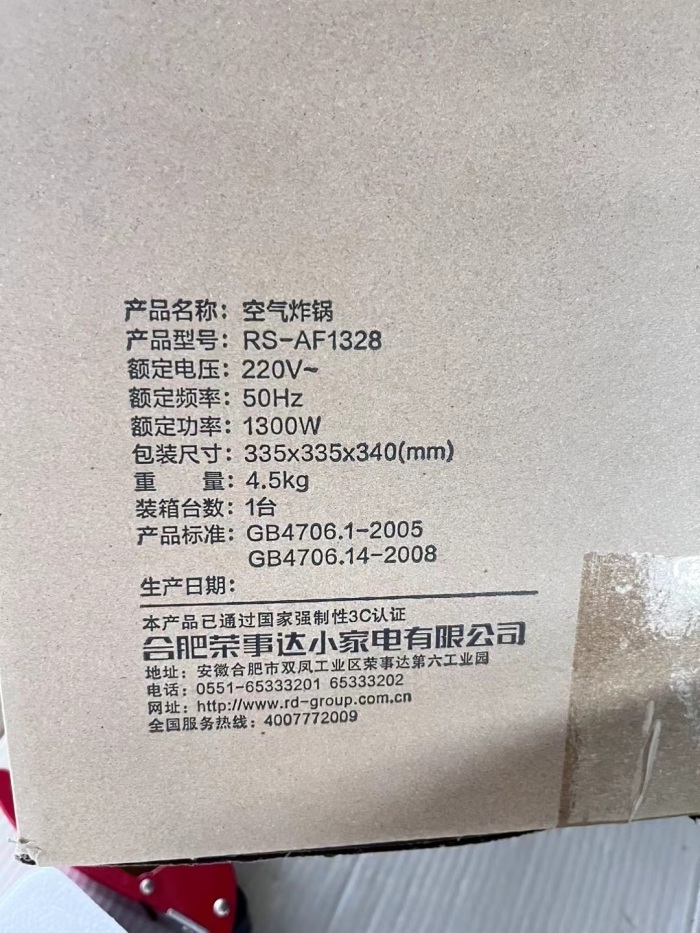 产品名称：空气炸锅
产品型号：RS-AF1328
额定电压：220V~
额定频率：50Hz
额定功率：1300W
包装尺寸：335x335x340(mm)
重　　量：4.5kg
装箱台数：1台
产品标准：GB4706.1-2005
GB4706.14-2008
生产日期：
本产品已通过国家强制性3C认证
合肥荣事达小家电有限公司
地址：安徽合肥市双凤工业区荣事达第六工业园
电话：0551-65333201 65333202
网址：http://www.rd-group.com.cn
全国服务热线：4007772009